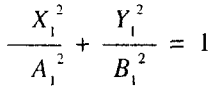 X₁²/A₁² + Y₁²/B₁² = 1